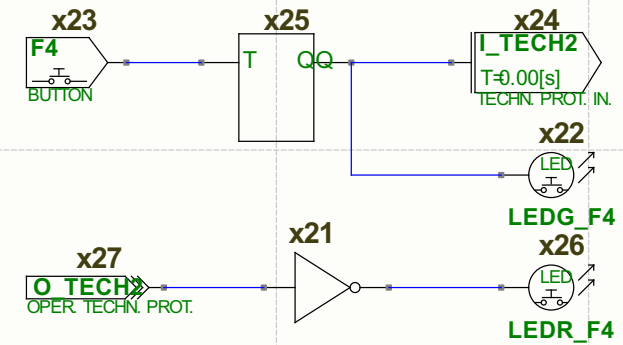 x23
x25
x24
F4
BUTTON
T
QQ
I_TECH2
T=0.00[s]
TECHN. PROT. IN.
x22
LED
LEDG_F4
x27
x21
x26
O_TECH2
OPER. TECHN. PROT.
LED
LEDR_F4